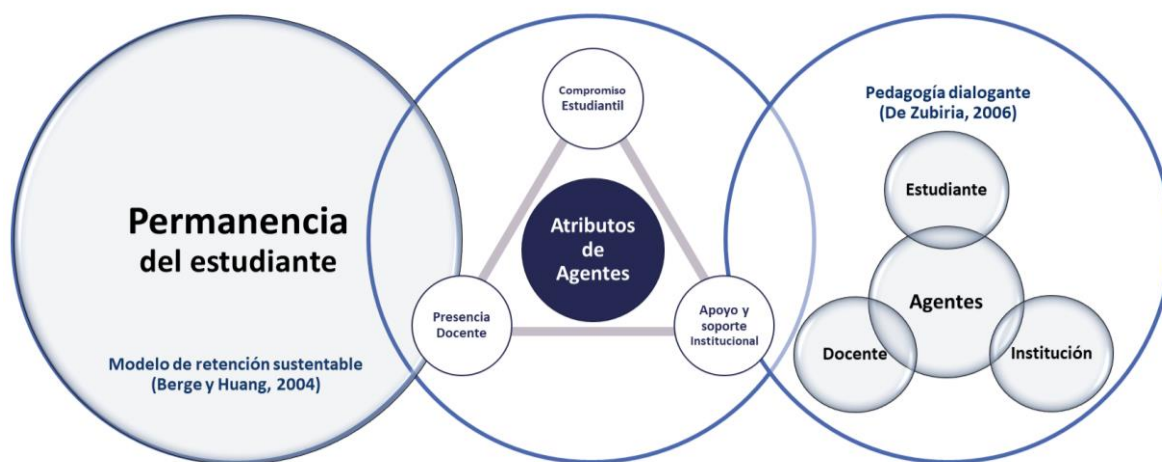 Permanencia
del estudiante
Modelo de retención sustentable
(Berge y Huang, 2004)
Compromiso
Estudiantil
Atributos
de
Agentes
Presencia
Docente
Apoyo y
soporte
Institucional
Pedagogía dialogante
(De Zubiria, 2006)
Estudiante
Agentes
Docente
Institución